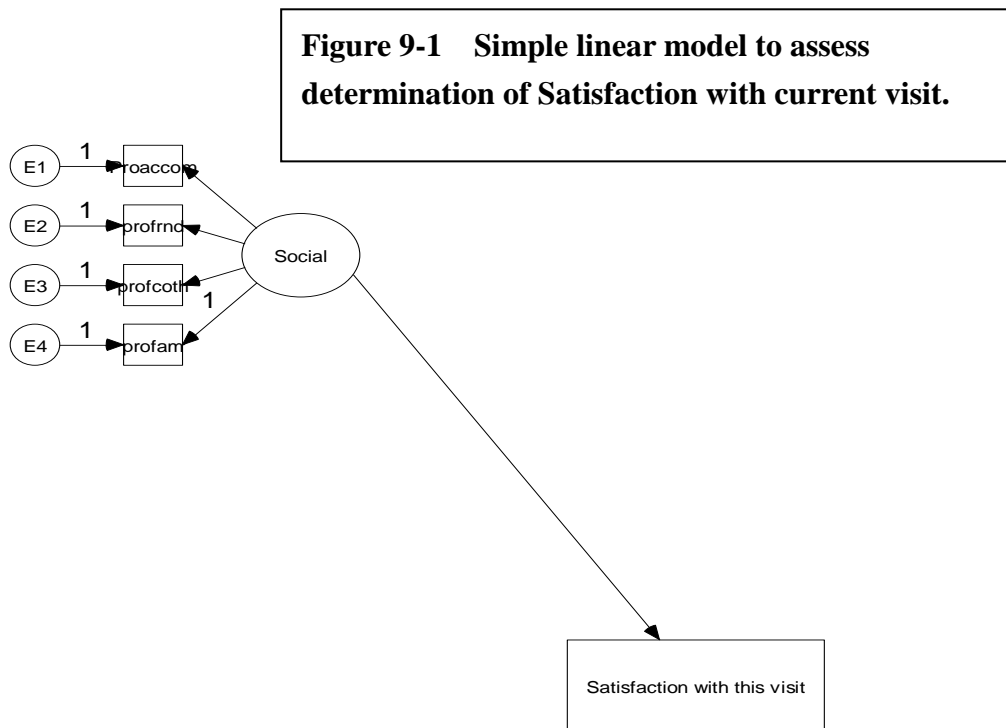 Figure 9-1 Simple linear model to assess
determination of Satisfaction with current visit.
E1
1
Proaccom
E2
1
profrnd
Social
E3
1
profcoth
1
E4
1
profam
Satisfaction with this visit